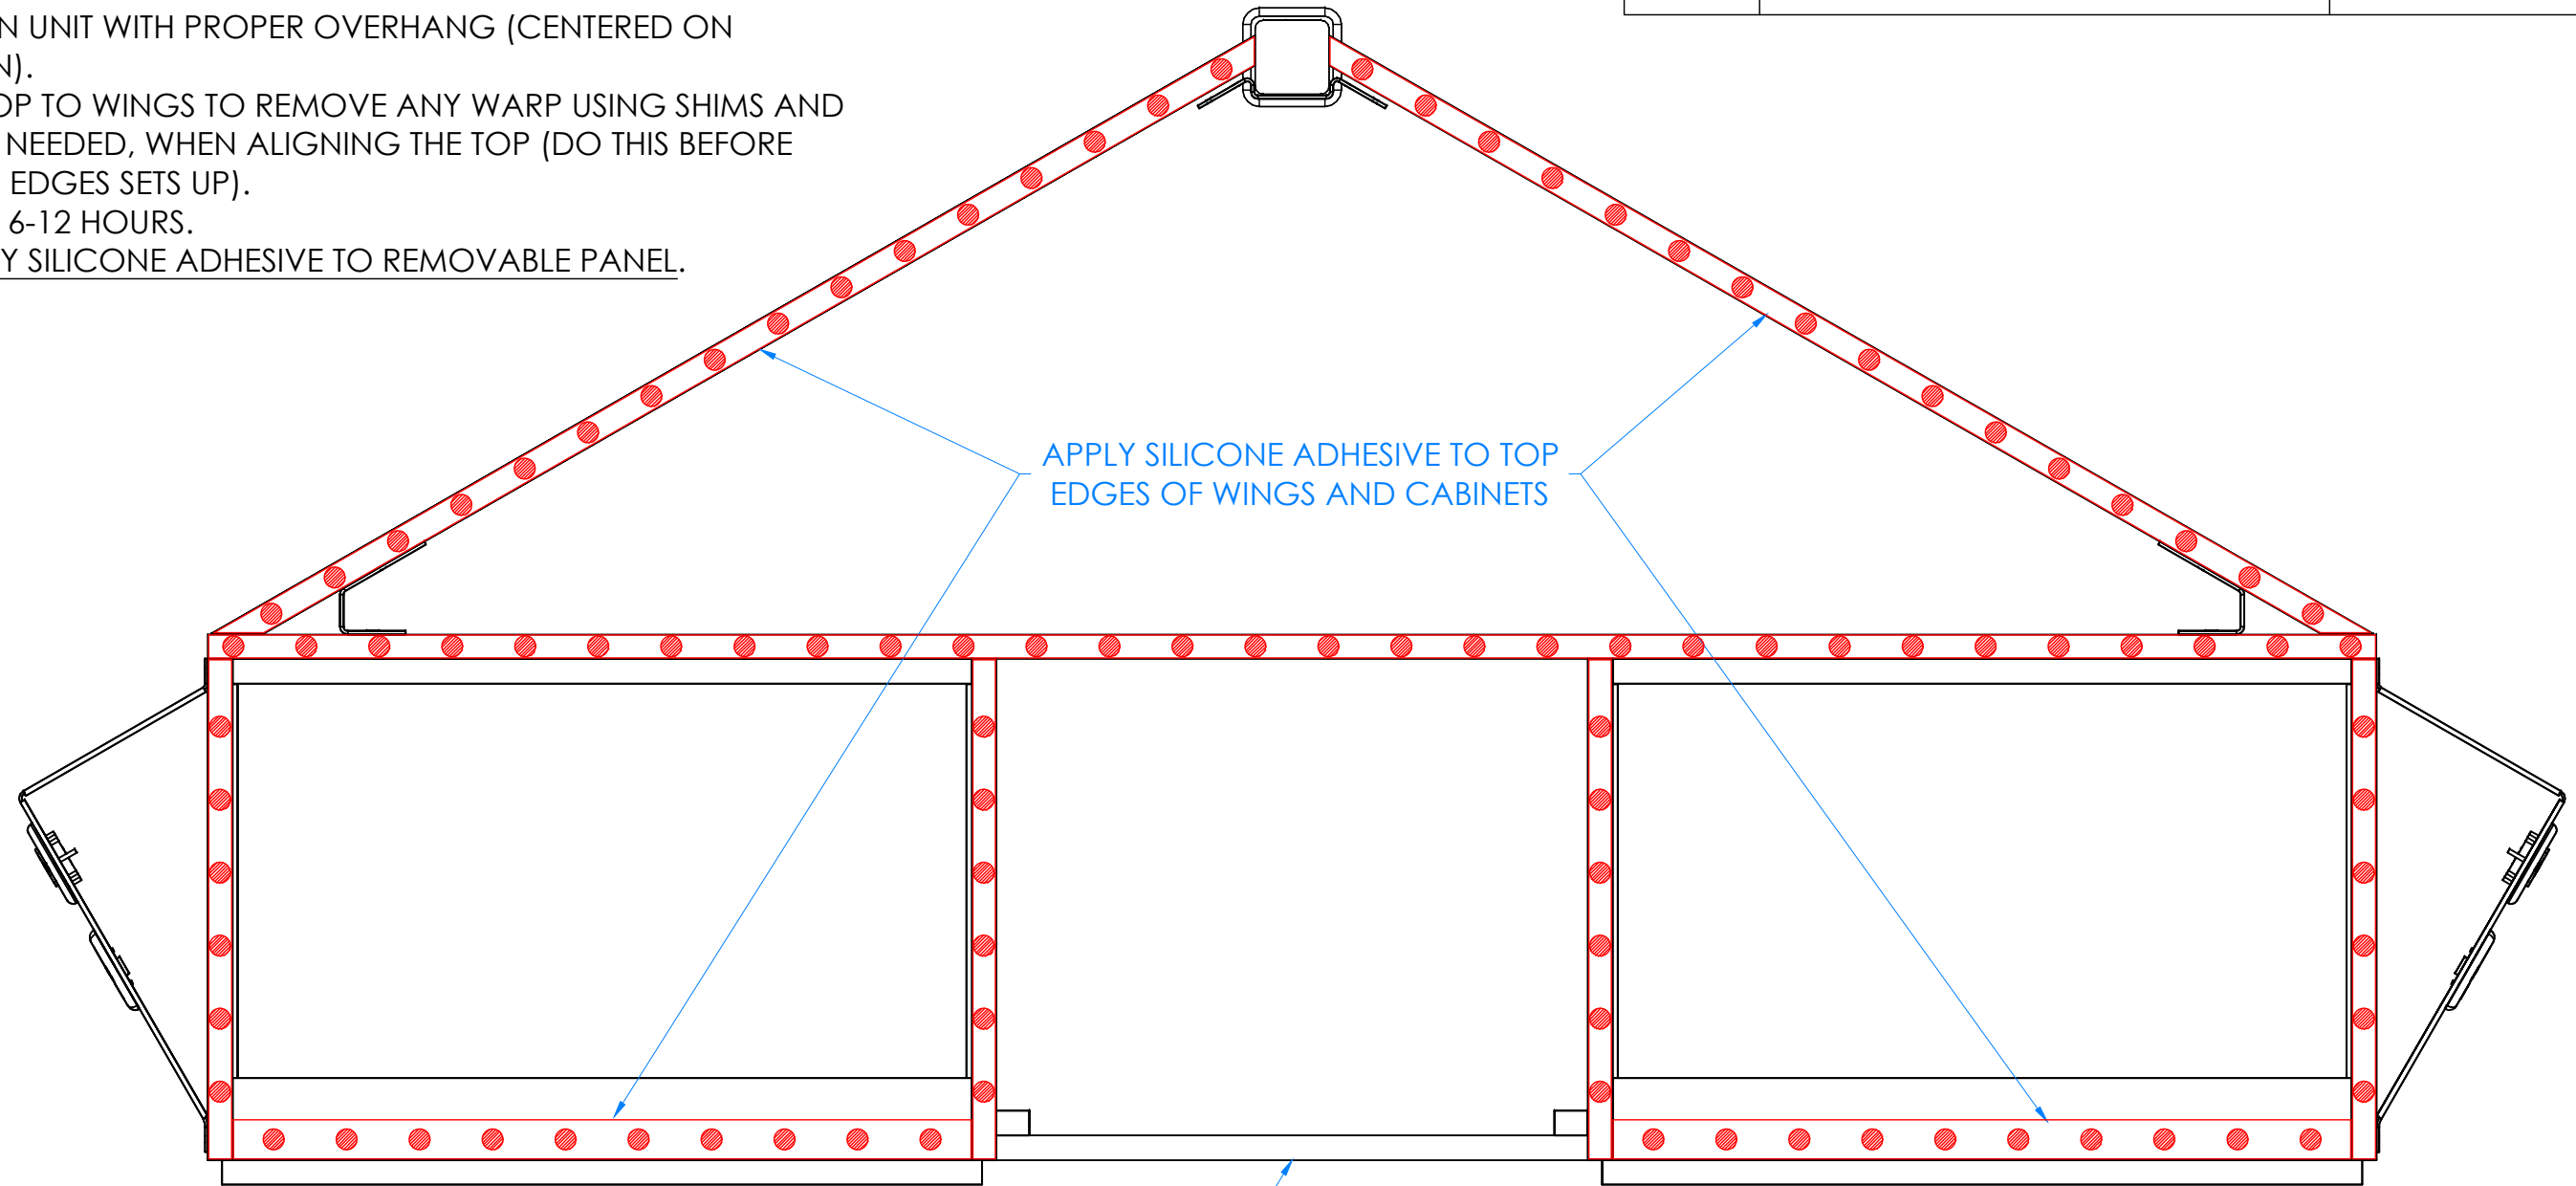 N UNIT WITH PROPER OVERHANG (CENTERED ON
N).
OP TO WINGS TO REMOVE ANY WARP USING SHIMS AND
NEEDED, WHEN ALIGNING THE TOP (DO THIS BEFORE
EDGES SETS UP).
6-12 HOURS.
Y SILICONE ADHESIVE TO REMOVABLE PANEL.
APPLY SILICONE ADHESIVE TO TOP
EDGES OF WINGS AND CABINETS